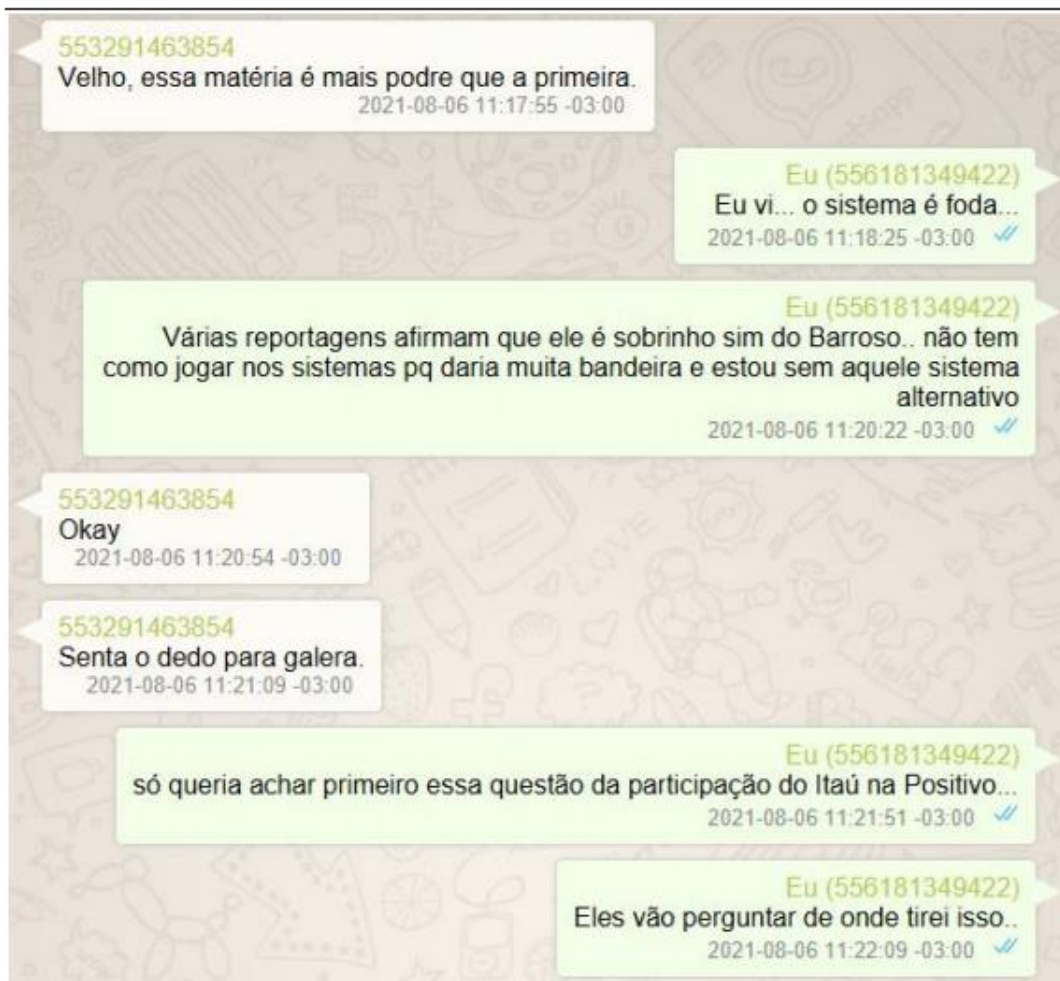 553291463854
Velho, essa matéria é mais podre que a primeira.
2021-08-06 11:17:55 -03:00
Eu (556181349422)
Eu vi... o sistema é foda...
2021-08-06 11:18:25 -03:00
Eu (556181349422)
Várias reportagens afirmam que ele é sobrinho sim do Barroso.. não tem
como jogar nos sistemas pq daria muita bandeira e estou sem aquele sistema
alternativo
2021-08-06 11:20:22 -03:00
553291463854
Okay
2021-08-06 11:20:54 -03:00
553291463854
Senta o dedo para galera.
2021-08-06 11:21:09 -03:00
Eu (556181349422)
só queria achar primeiro essa questão da participação do Itaú na Positivo...
2021-08-06 11:21:51 -03:00
Eu (556181349422)
Eles vão perguntar de onde tirei isso..
2021-08-06 11:22:09 -03:00